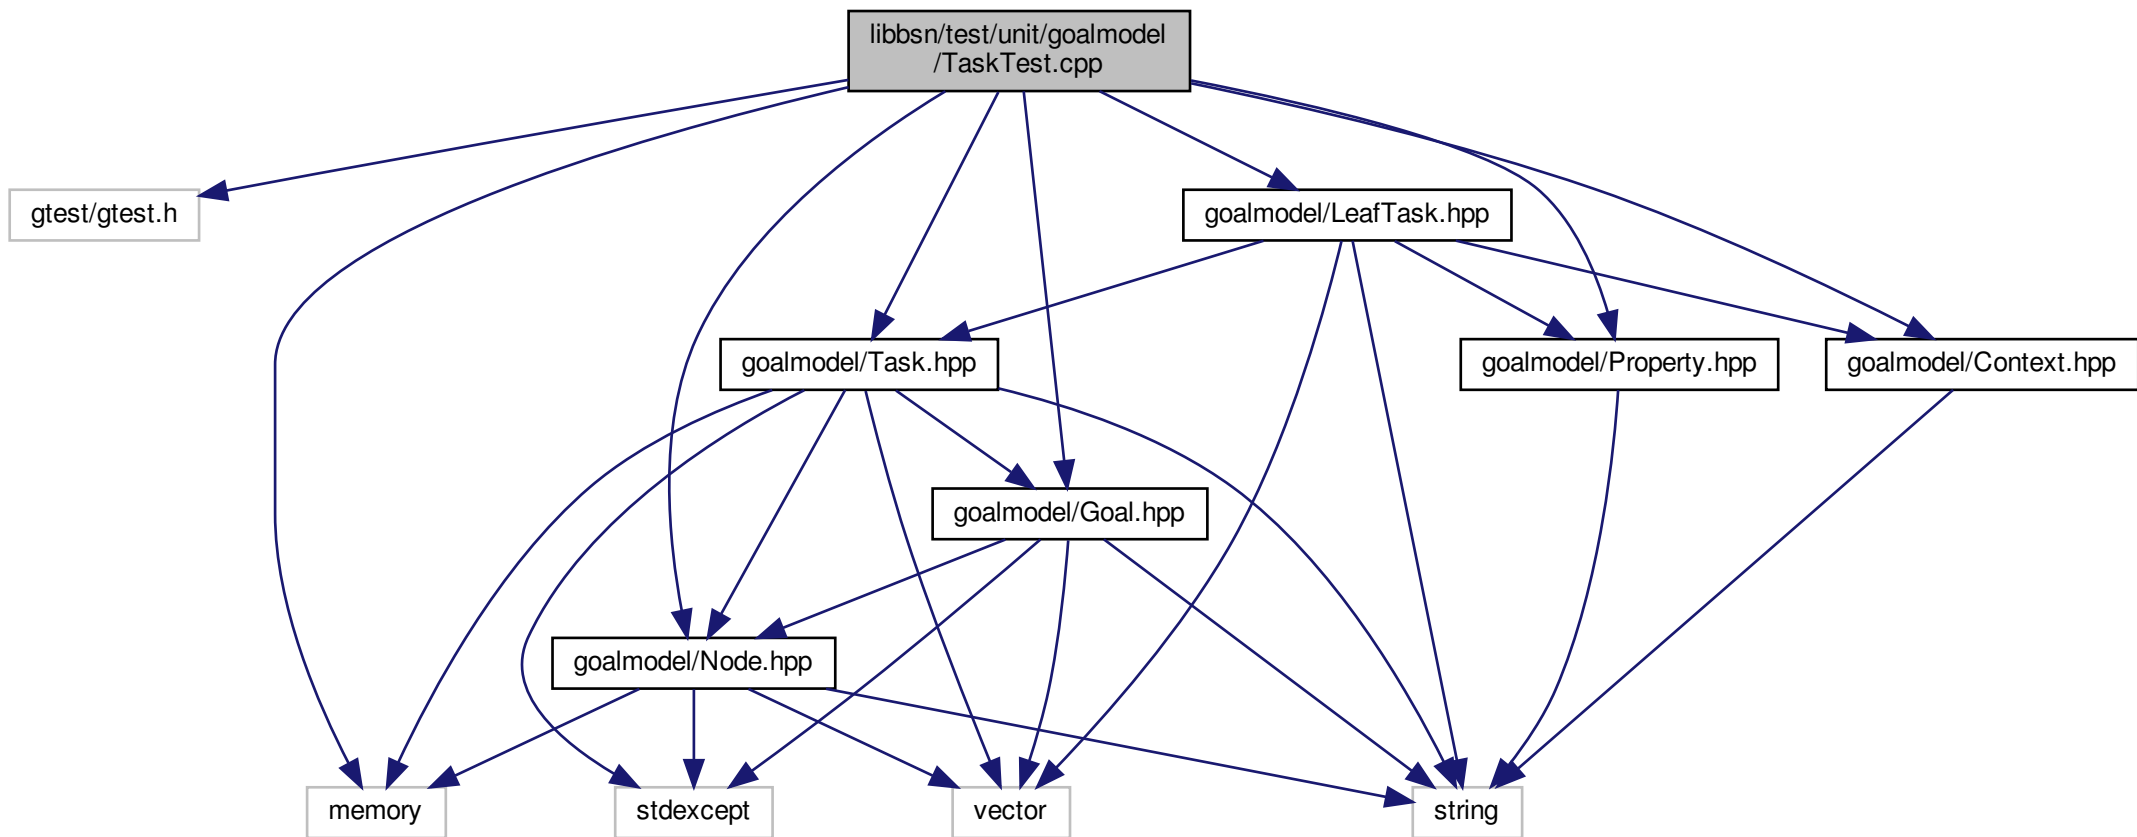 libbsn/test/unit/goalmodel
/TaskTest.cpp
gtest/gtest.h
goalmodel/LeafTask.hpp
goalmodel/Task.hpp
goalmodel/Property.hpp
goalmodel/Context.hpp
goalmodel/Goal.hpp
goalmodel/Node.hpp
memory
stdexcept
vector
string